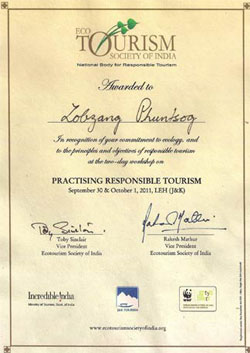 ECO
TOURISM
SOCIETY OF INDIA
National Body for Responsible Tourism
Awarded to
Lobzang Phuntsog
In recognition of your commitment to ecology, and
to the principles and objectives of responsible tourism
at the two-day workshop on
PRACTISING RESPONSIBLE TOURISM
September 30 & October 1, 2011, LEH (J&K)
Toby Sinclair
Vice President
Ecotourism Society of India
Rakesh Mathur
Vice President
Ecotourism Society of India
Incredible India
WWF
www.ecotourismsocietyofindia.org